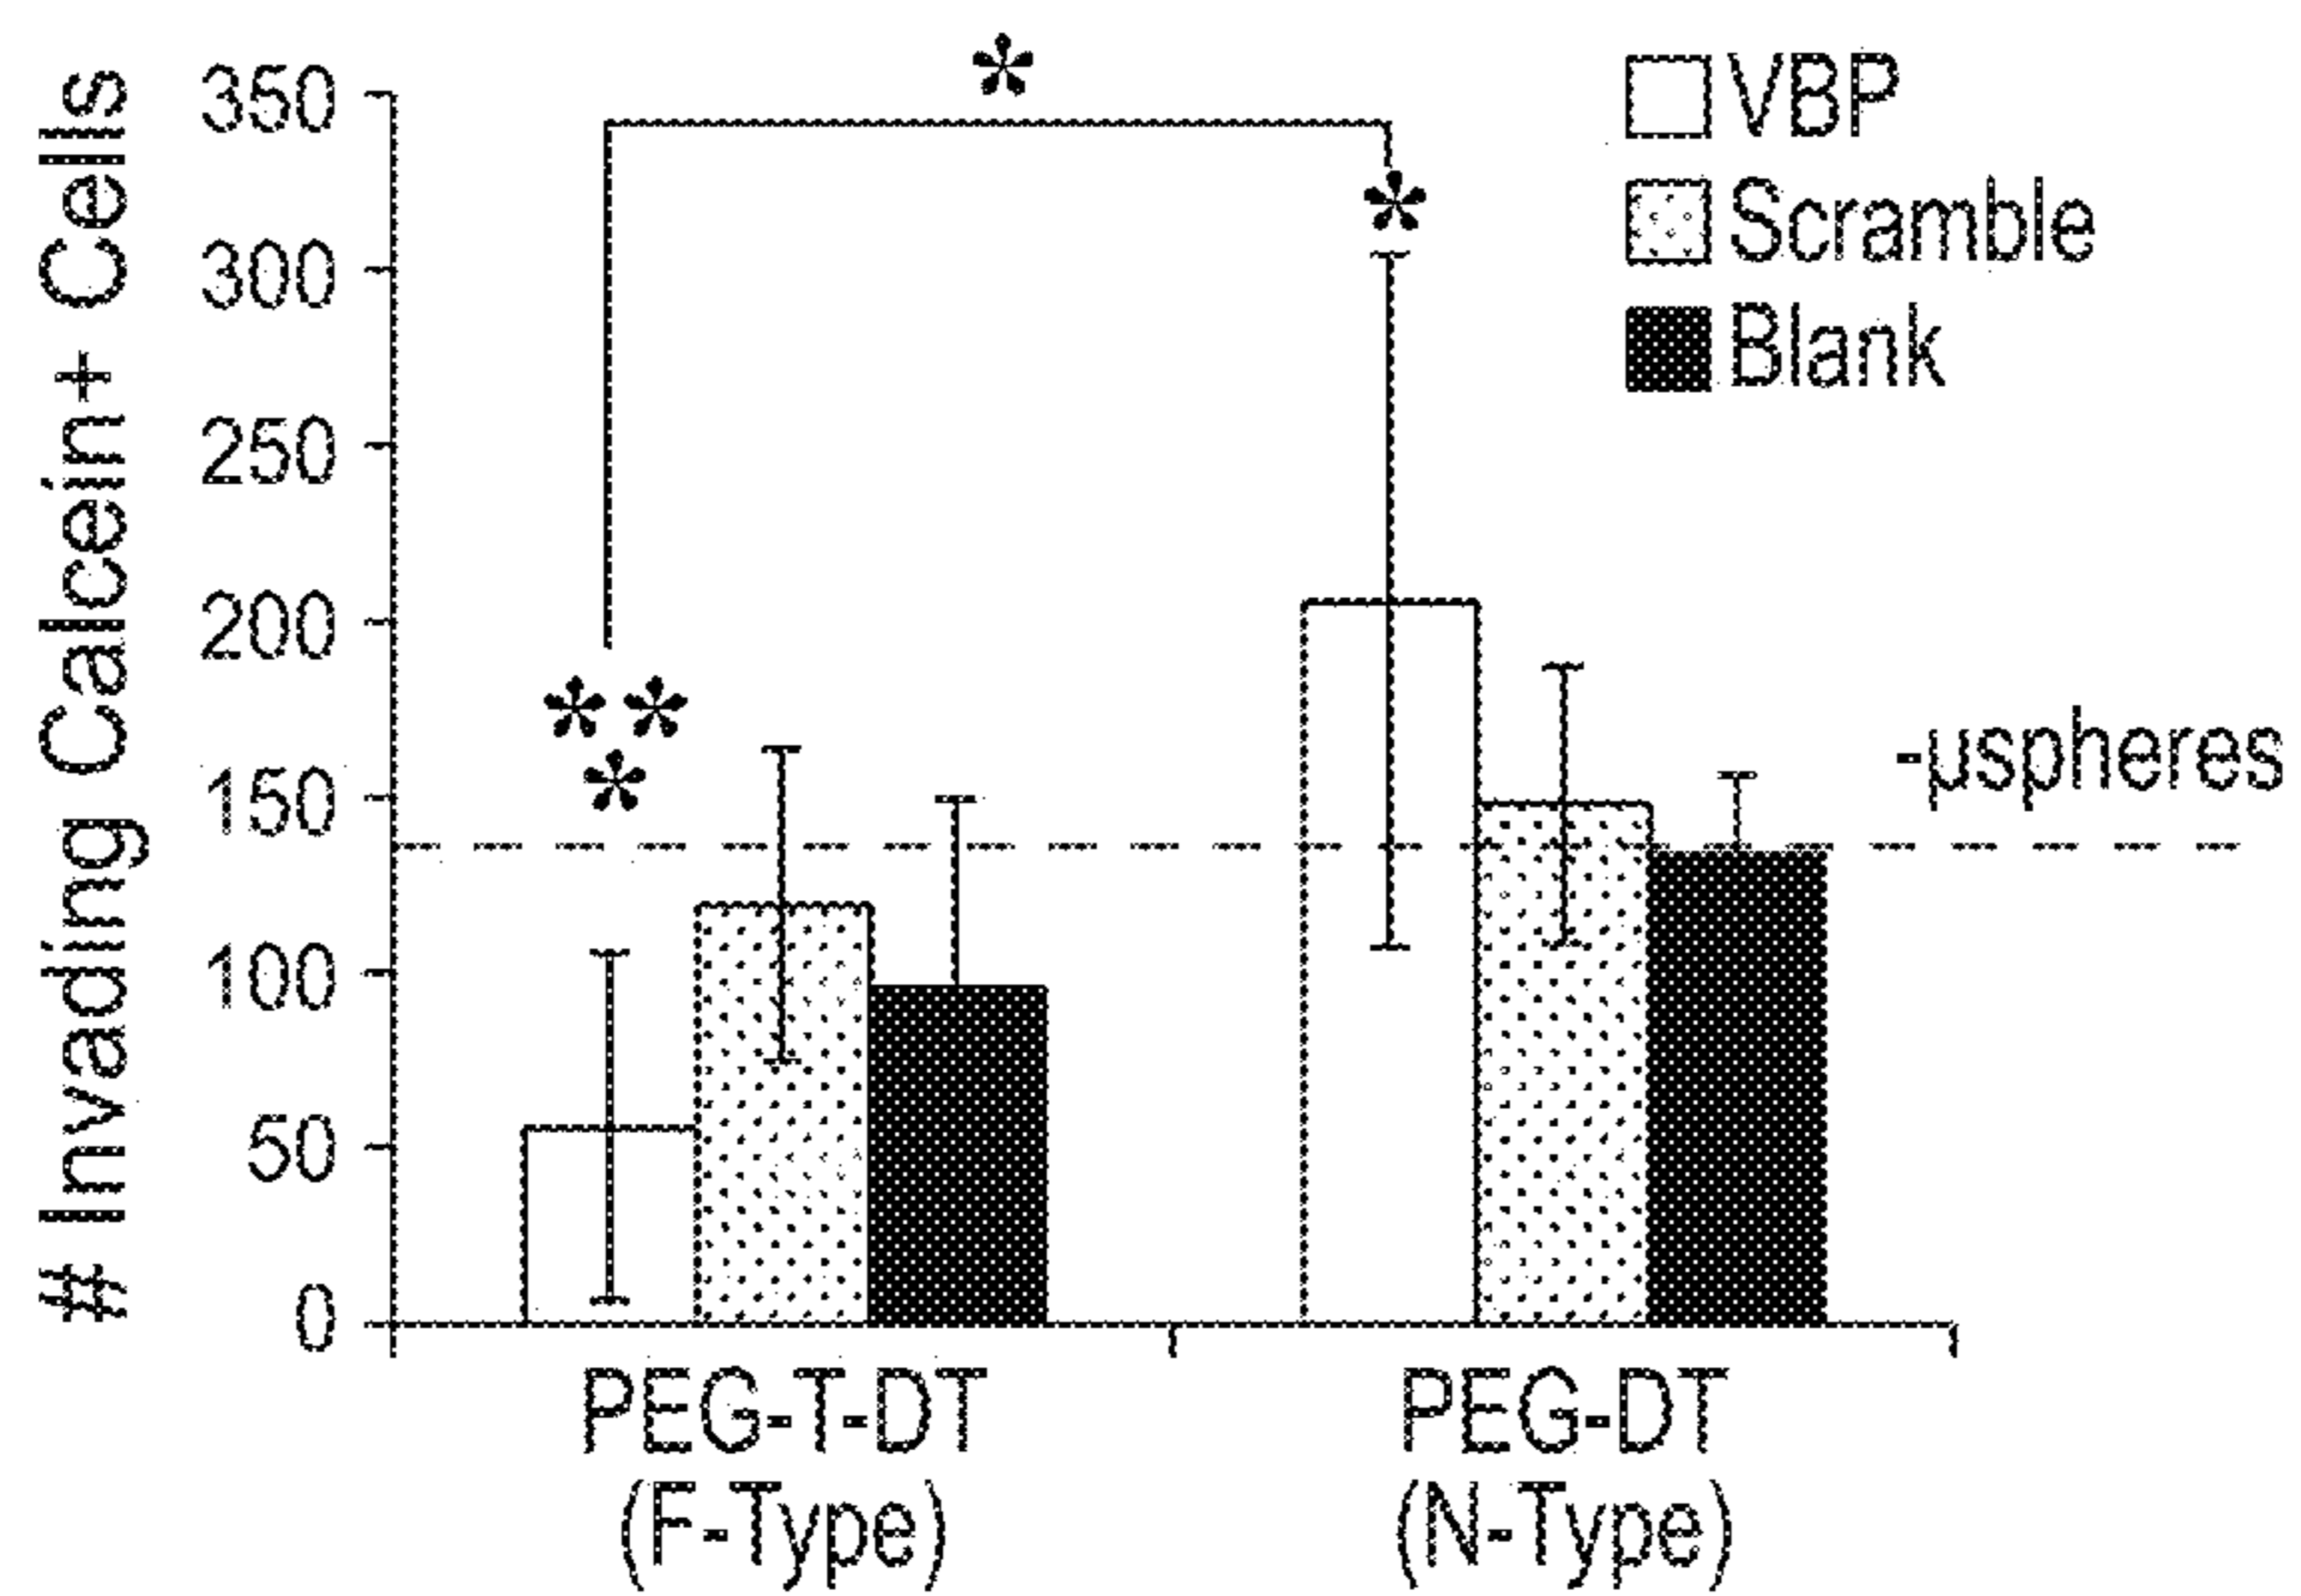 # Invading Calcein+ Cells
350
300
250
200
150
100
50
0
*
*
**
*
VBP
Scramble
Blank
-µspheres
PEG-T-DT
(F-Type)
PEG-DT
(N-Type)